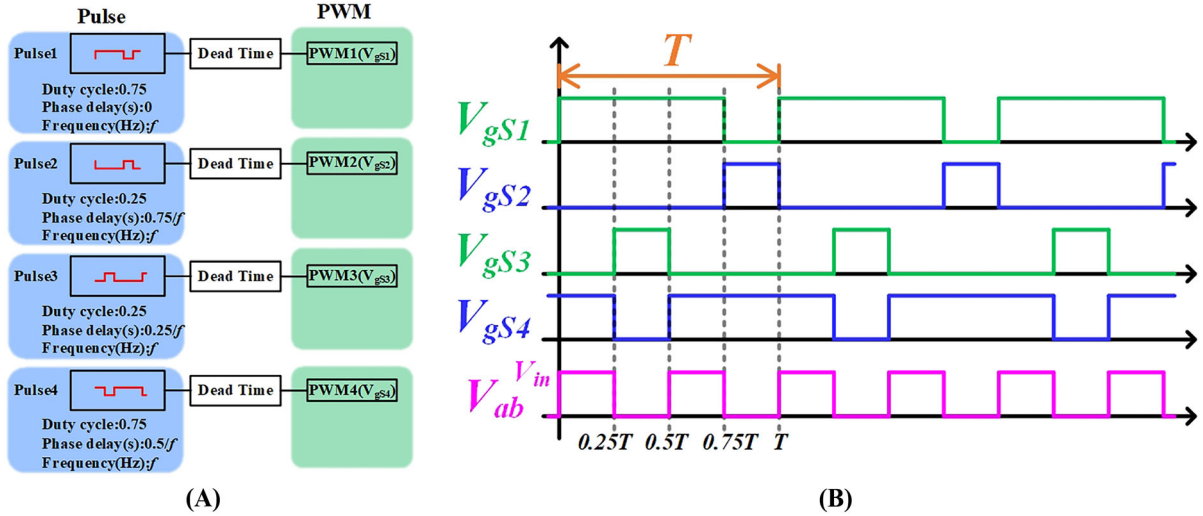 Pulse
PWM
Pulse1
Dead Time
PWM1(VgS1)
Duty cycle:0.75
Phase delay(s):0
Frequency(Hz):f
Pulse2
Dead Time
PWM2(VgS2)
Duty cycle:0.25
Phase delay(s):0.75/f
Frequency(Hz):f
Pulse3
Dead Time
PWM3(VgS3)
Duty cycle:0.25
Phase delay(s):0.25/f
Frequency(Hz):f
Pulse4
Dead Time
PWM4(VgS4)
Duty cycle:0.75
Phase delay(s):0.5/f
Frequency(Hz):f
(A)
T
VgS1
VgS2
VgS3
VgS4
Vin
Vab
0.25T 0.5T 0.75T T
(B)